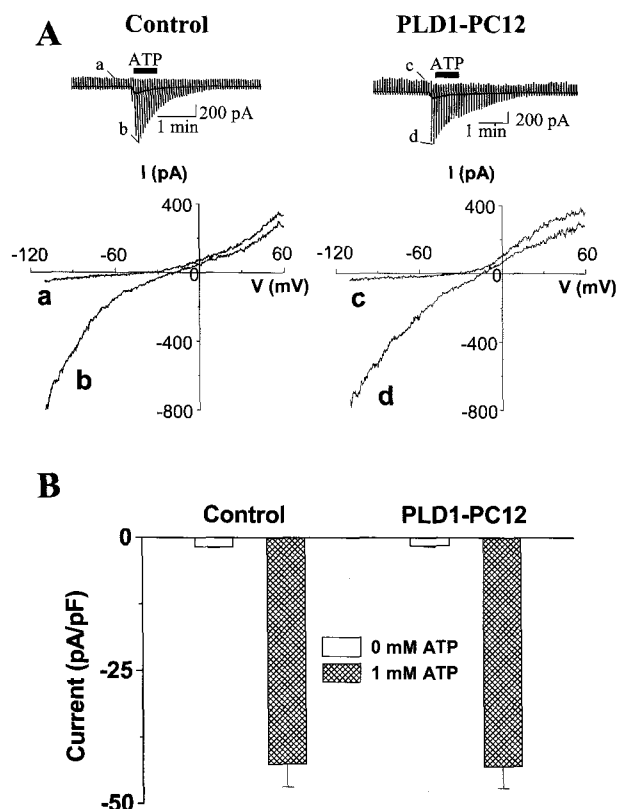 A
Control
PLD1-PC12
a
ATP
b
1 min
200 pA
c
ATP
d
1 min
200 pA
I (pA)
400
-120
-60
0
60
V (mV)
a
-400
b
-800
I (pA)
400
-120
-60
0
60
V (mV)
c
-400
d
-800
B
Control
PLD1-PC12
0
-25
-50
Current (pA/pF)
0 mM ATP
1 mM ATP